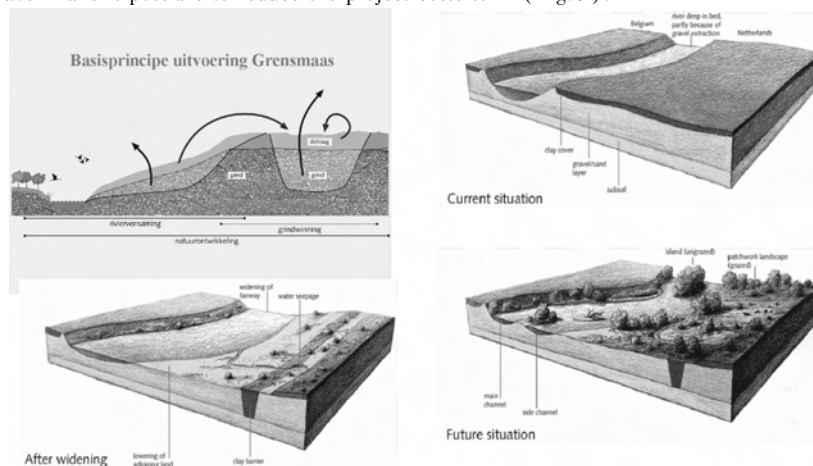 Basisprincipe uitvoering Grensmaas
deklaag
grind
grind
rivierverruiming
grindwinning
natuurontwikkeling
Belgium
river deep in bed,
partly because of
gravel extraction
Netherlands
clay cover
gravel/sand
layer
subsoil
Current situation
widening of
fairway
water seepage
lowering of
adjoining land
clay barrier
After widening
island (ungrazed)
patchwork landscape
(grazed)
main
channel
side channel
Future situation